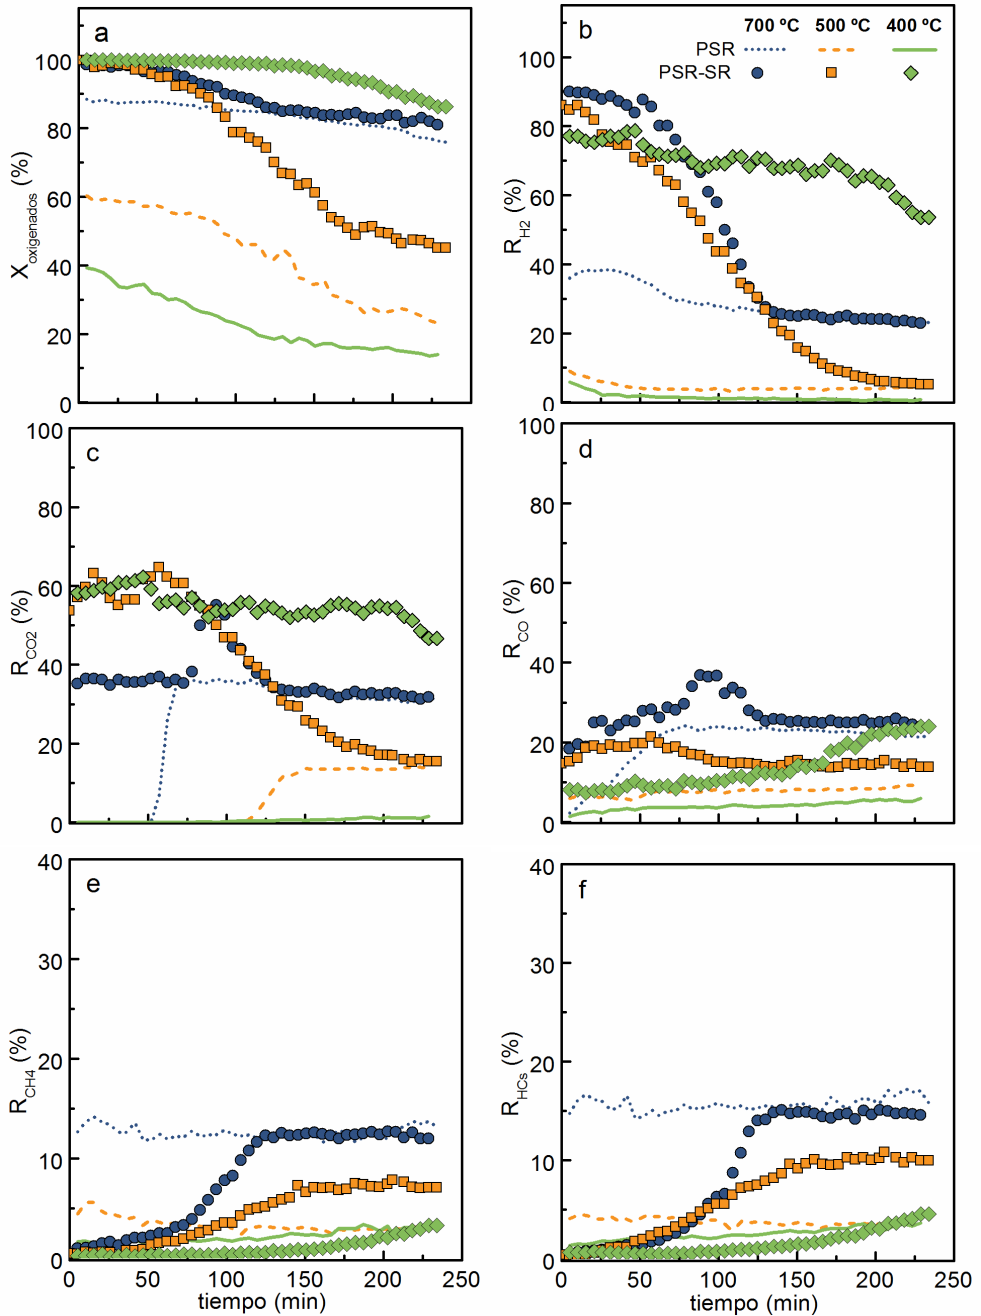 a
X oxigenados (%)
100
80
60
40
20
0
b
700 ºC 500 ºC 400 ºC
PSR
PSR-SR
R H2 (%)
100
80
60
40
20
0
c
R CO2 (%)
100
80
60
40
20
0
d
R CO (%)
100
80
60
40
20
0
e
R CH4 (%)
40
30
20
10
0
0 50 100 150 200 250
tiempo (min)
f
R HCs (%)
40
30
20
10
0
0 50 100 150 200 250
tiempo (min)